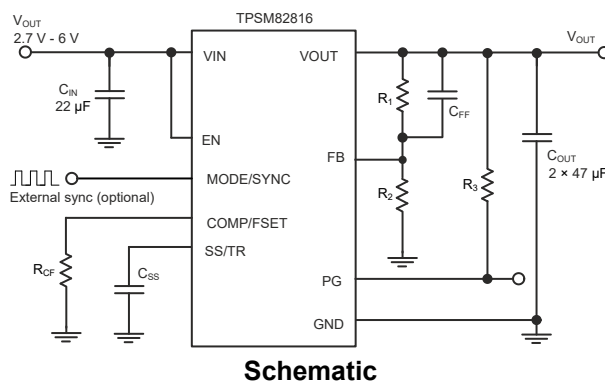 TPSM82816
VOUT
2.7 V - 6 V
VIN
VOUT
VOUT
CIN
22 µF
R1
CFF
EN
FB
COUT
2 × 47 µF
MODE/SYNC
R2
R3
External sync (optional)
COMP/FSET
SS/TR
RCF
CSS
PG
GND
Schematic